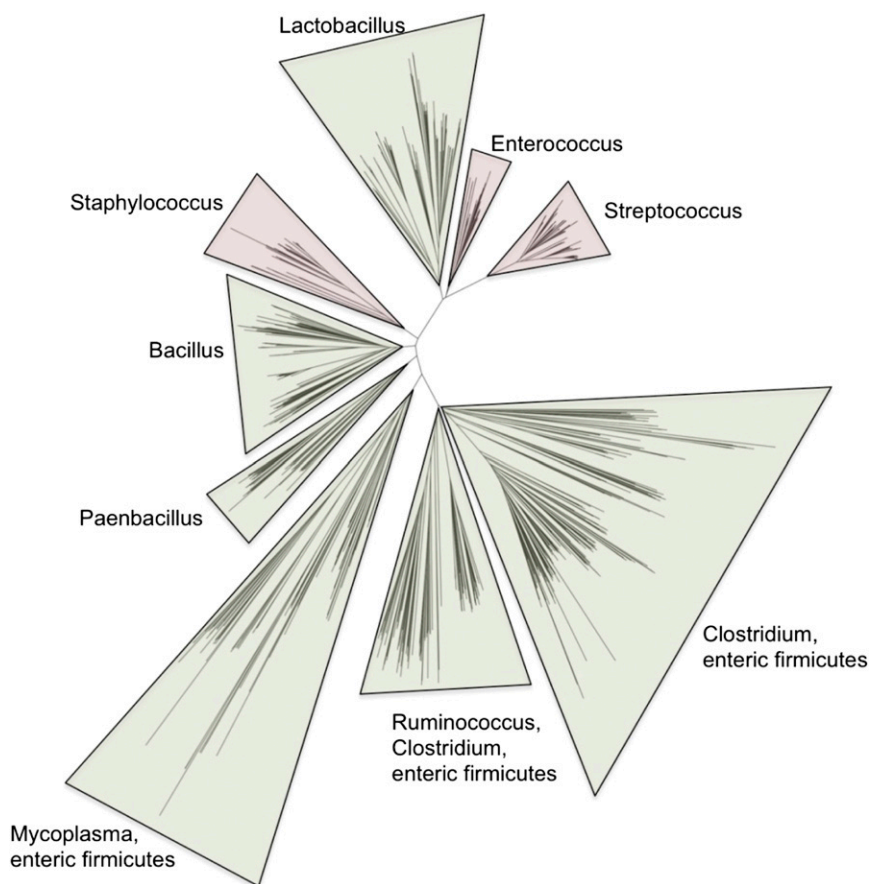 Lactobacillus
Enterococcus
Staphylococcus
Streptococcus
Bacillus
Paenbacillus
Clostridium,
enteric firmicutes
Ruminococcus,
Clostridium,
enteric firmicutes
Mycoplasma,
enteric firmicutes